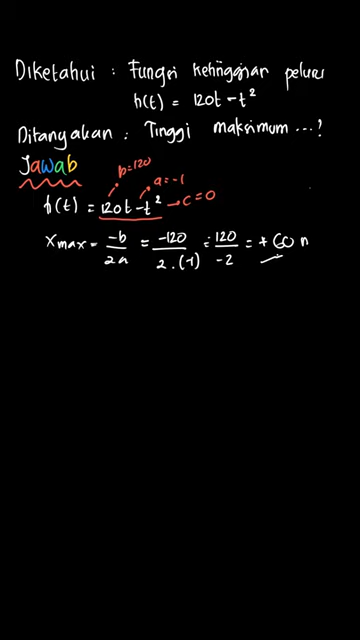 Diketahui : Fungsi kehinggian peluru
h(t) = 120t - t²
Ditanyakan : Tinggi maksimum ...?
Jawab
b=120
a=-1
h(t) = 120t - t² → C=0
Xmax = -b/2a = -120/2.(-1) = 120/-2 = + 60 n